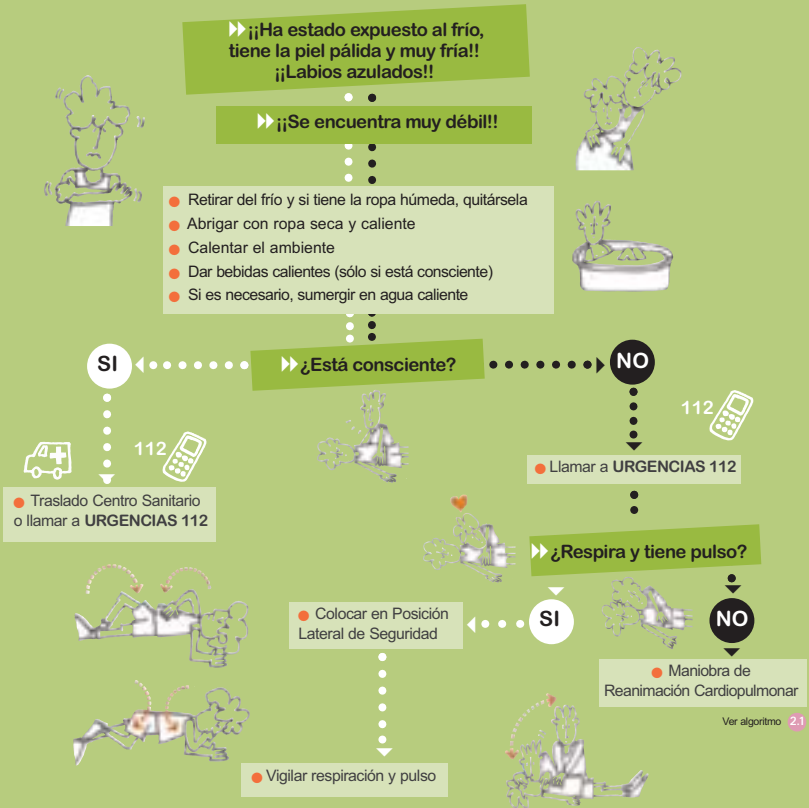 ¡¡Ha estado expuesto al frío,
tiene la piel pálida y muy fría!!
¡¡Labios azulados!!
¡¡Se encuentra muy débil!!
Retirar del frío y si tiene la ropa húmeda, quitársela
Abrigar con ropa seca y caliente
Calentar el ambiente
Dar bebidas calientes (sólo si está consciente)
Si es necesario, sumergir en agua caliente
SI
¿Está consciente?
NO
112
112
Llamar a URGENCIAS 112
Traslado Centro Sanitario
o llamar a URGENCIAS 112
¿Respira y tiene pulso?
Colocar en Posición
Lateral de Seguridad
SI
NO
Maniobra de
Reanimación Cardiopulmonar
Ver algoritmo 2.1
Vigilar respiración y pulso